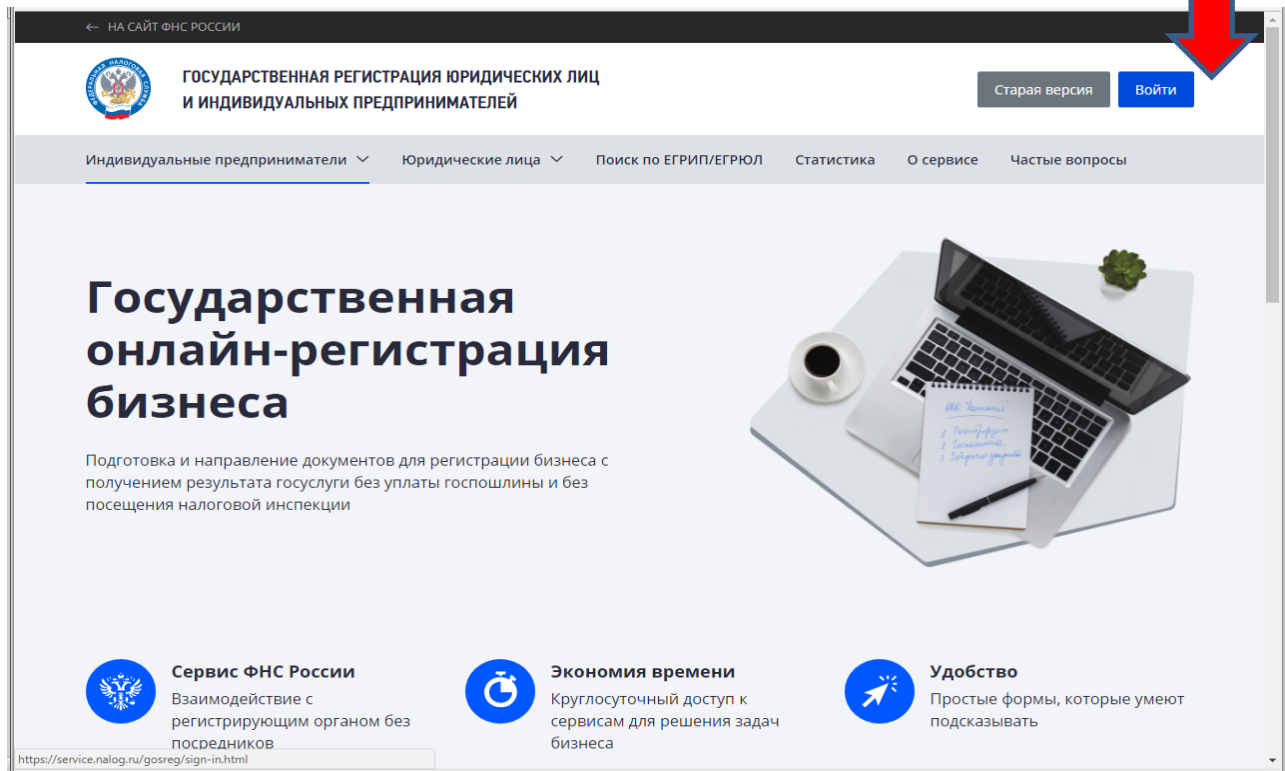 ← НА САЙТ ФНС РОССИИ
ГОСУДАРСТВЕННАЯ РЕГИСТРАЦИЯ ЮРИДИЧЕСКИХ ЛИЦ
И ИНДИВИДУАЛЬНЫХ ПРЕДПРИНИМАТЕЛЕЙ
Старая версия
Войти
Индивидуальные предприниматели
Юридические лица
Поиск по ЕГРИП/ЕГРЮЛ
Статистика
О сервисе
Частые вопросы
Государственная
онлайн-регистрация
бизнеса
Подготовка и направление документов для регистрации бизнеса с
получением результата госуслуги без уплаты госпошлины и без
посещения налоговой инспекции
Сервис ФНС России
Взаимодействие с
регистрирующим органом без
посредников
Экономия времени
Круглосуточный доступ к
сервисам для решения задач
бизнеса
Удобство
Простые формы, которые умеют
подсказывать
https://service.nalog.ru/gosreg/sign-in.html